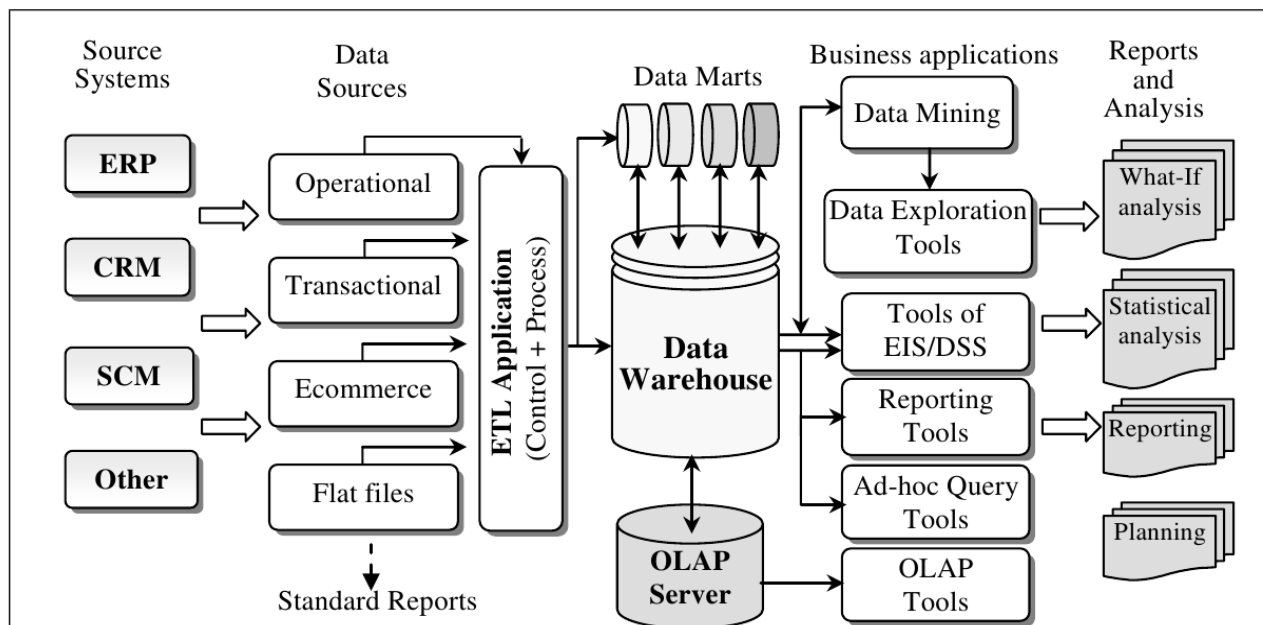 Source
Systems
ERP
CRM
SCM
Other
Data
Sources
Operational
Transactional
Ecommerce
Flat files
Standard Reports
ETL Application
(Control + Process)
Data Marts
Data
Warehouse
OLAP
Server
Business applications
Data Mining
Data Exploration
Tools
Tools of
EIS/DSS
Reporting
Tools
Ad-hoc Query
Tools
OLAP
Tools
Reports
and
Analysis
What-If
analysis
Statistical
analysis
Reporting
Planning